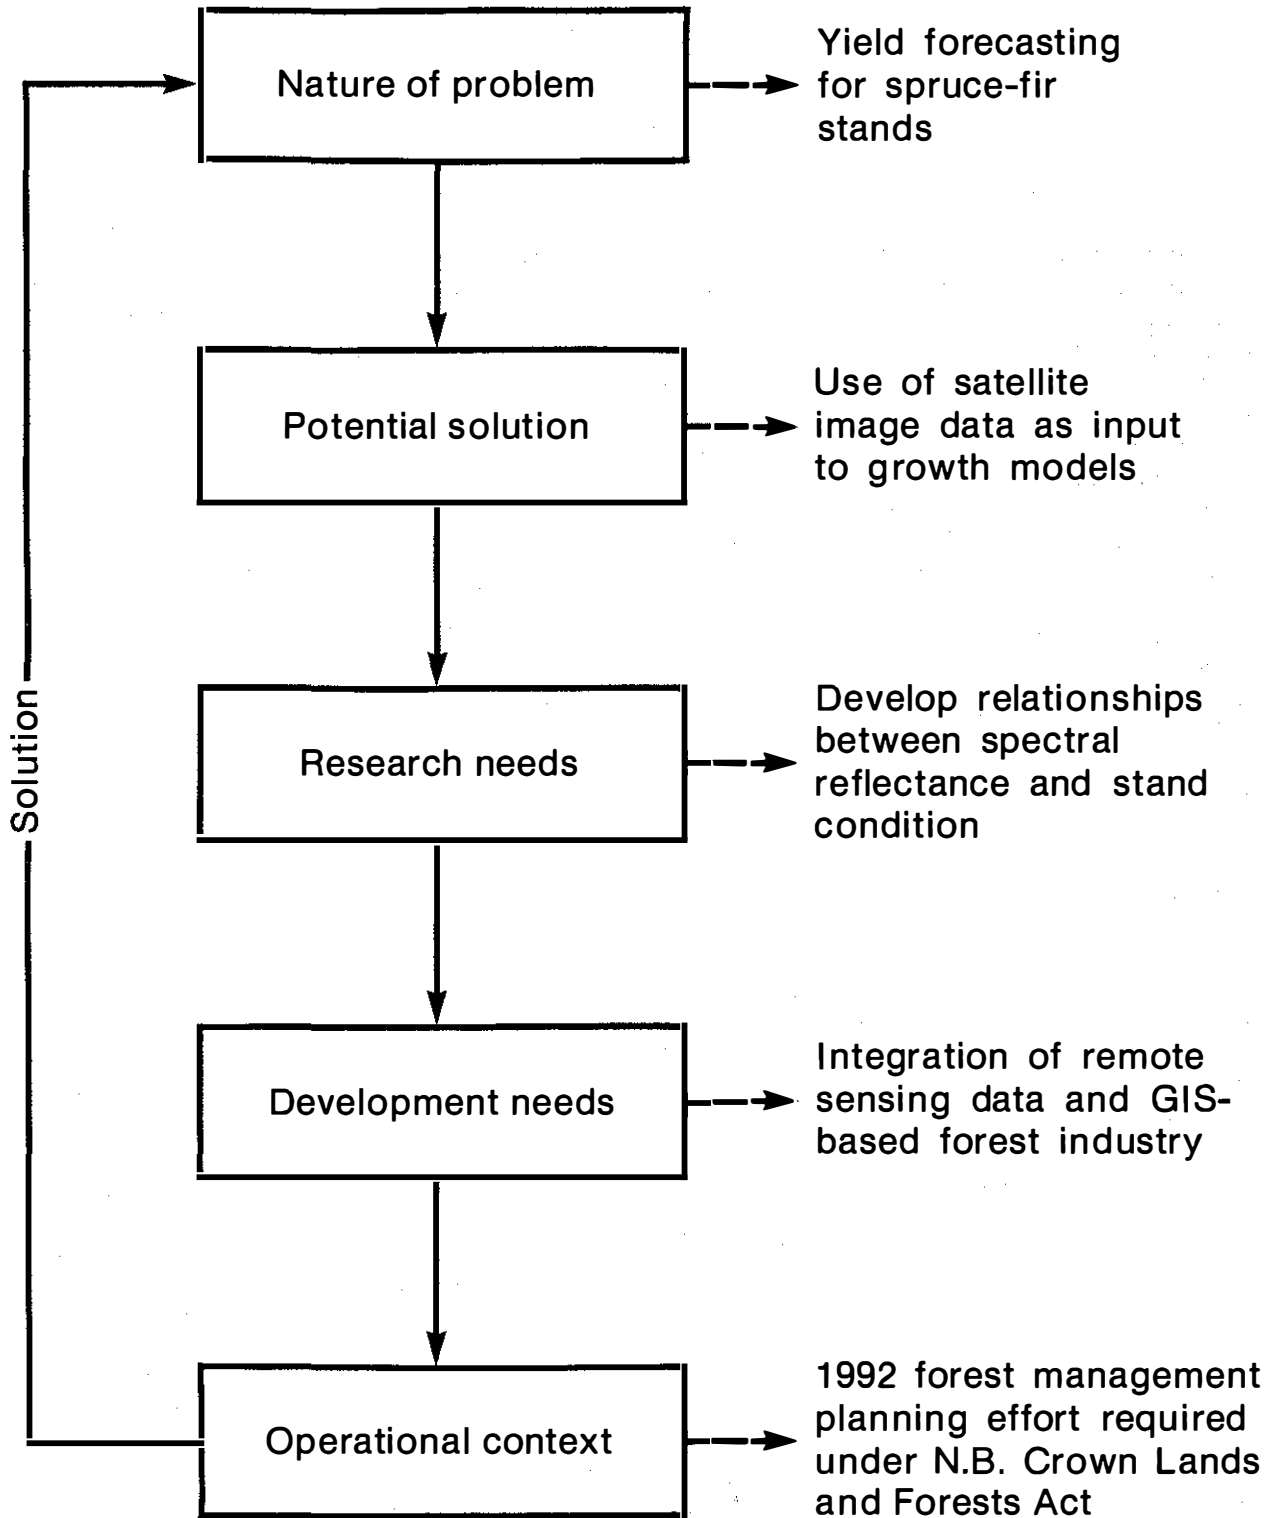 Nature of problem
Yield forecasting
for spruce-fir
stands
Potential solution
Use of satellite
image data as input
to growth models
Solution
Research needs
Develop relationships
between spectral
reflectance and stand
condition
Development needs
Integration of remote
sensing data and GIS-
based forest industry
Operational context
1992 forest management
planning effort required
under N.B. Crown Lands
and Forests Act